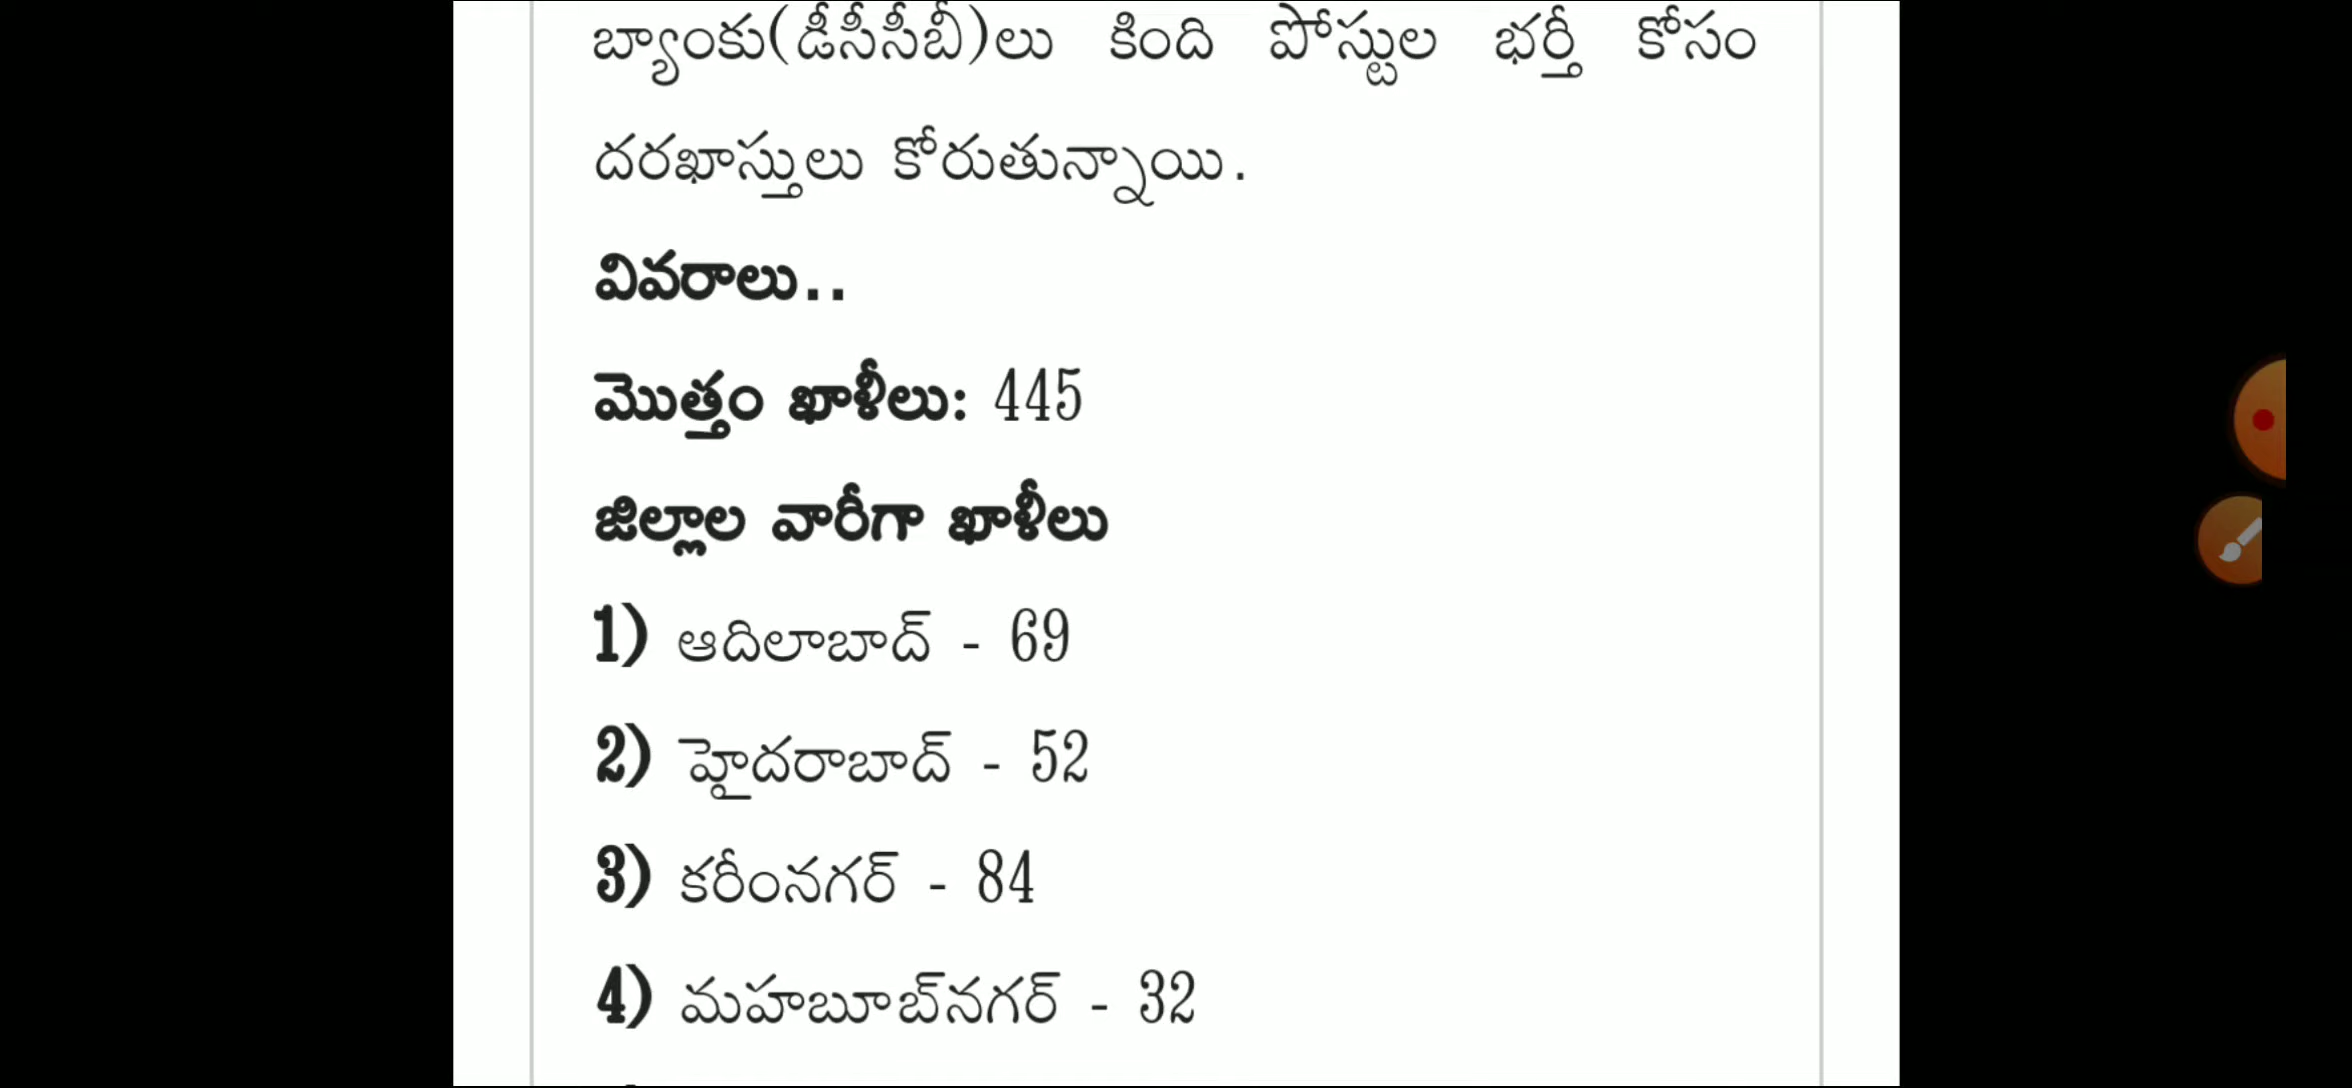 బ్యాంకు(డీసీసీబీ)లు కింది పోస్టుల భర్తీ కోసం
దరఖాస్తులు కోరుతున్నాయి.
వివరాలు..
మొత్తం ఖాళీలు: 445
జిల్లాల వారీగా ఖాళీలు
1) ఆదిలాబాద్ - 69
2) హైదరాబాద్ - 52
3) కరీంనగర్ - 84
4) మహబూబ్‌నగర్ - 32